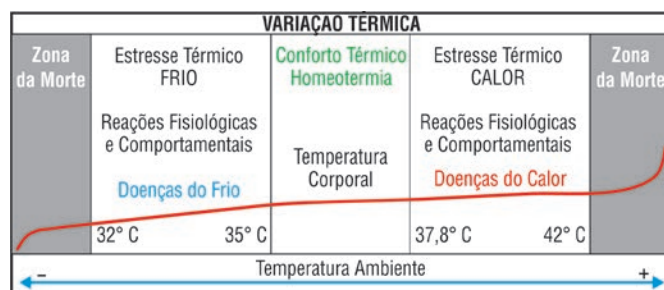 VARIAÇAO TÉRMICA
Zona
da Morte
Estresse Térmico
FRIO
Reações Fisiológicas
e Comportamentais
Doenças do Frio
32° C
35° C
Conforto Térmico
Homeotermia
Temperatura
Corporal
Estresse Térmico
CALOR
Reações Fisiológicas
e Comportamentais
Doenças do Calor
37,8° C
42° C
Zona
da Morte
– Temperatura Ambiente +